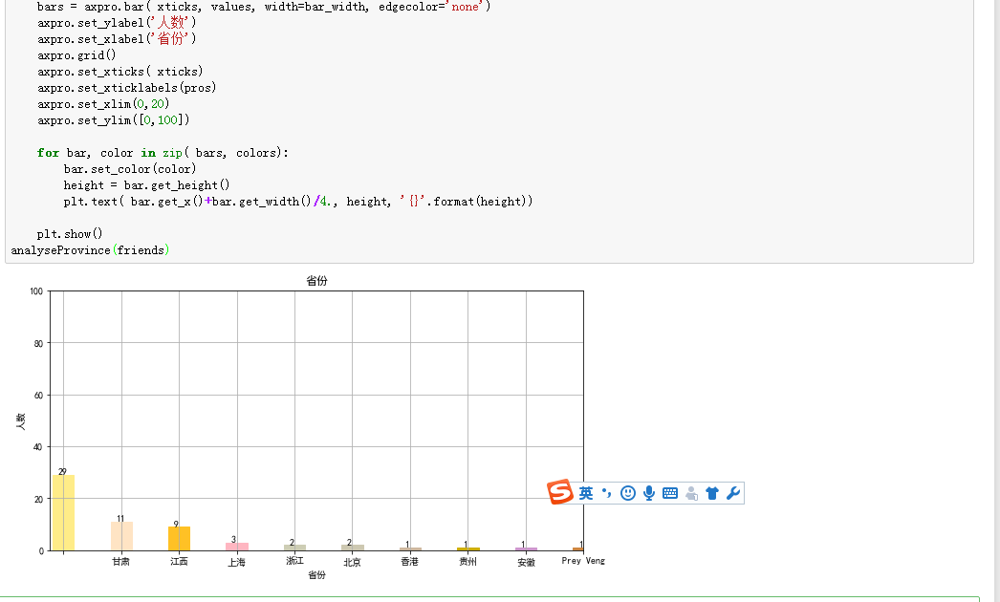 bars = axpro.bar( xticks, values, width=bar_width, edgecolor='none')
axpro.set_ylabel('人数')
axpro.set_xlabel('省份')
axpro.grid()
axpro.set_xticks( xticks)
axpro.set_xticklabels(pros)
axpro.set_xlim(0,20)
axpro.set_ylim([0,100])
for bar, color in zip( bars, colors):
bar.set_color(color)
height = bar.get_height()
plt.text( bar.get_x()+bar.get_width()/4., height, '{}'.format(height))
plt.show()
analyseProvince(friends)
省份
100
80
60
40
20
0
人数
29
11
9
3
2
2
1
1
1
1
甘肃
江西
上海
浙江
北京
香港
贵州
安徽
Prey Veng
省份
S 英